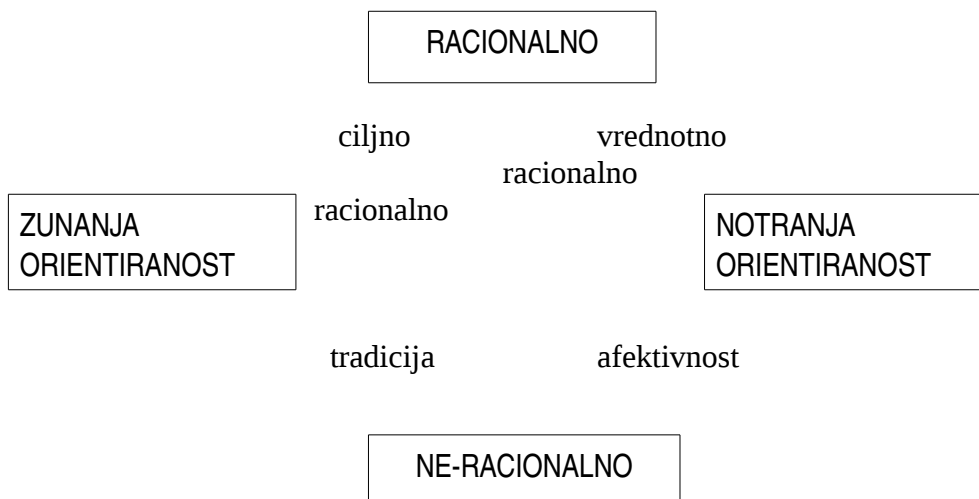 RACIONALNO
ciljno vrednotno
racionalno
racionalno
ZUNANJA
ORIENTIRANOST
NOTRANJA
ORIENTIRANOST
tradicija afektivnost
NE-RACIONALNO